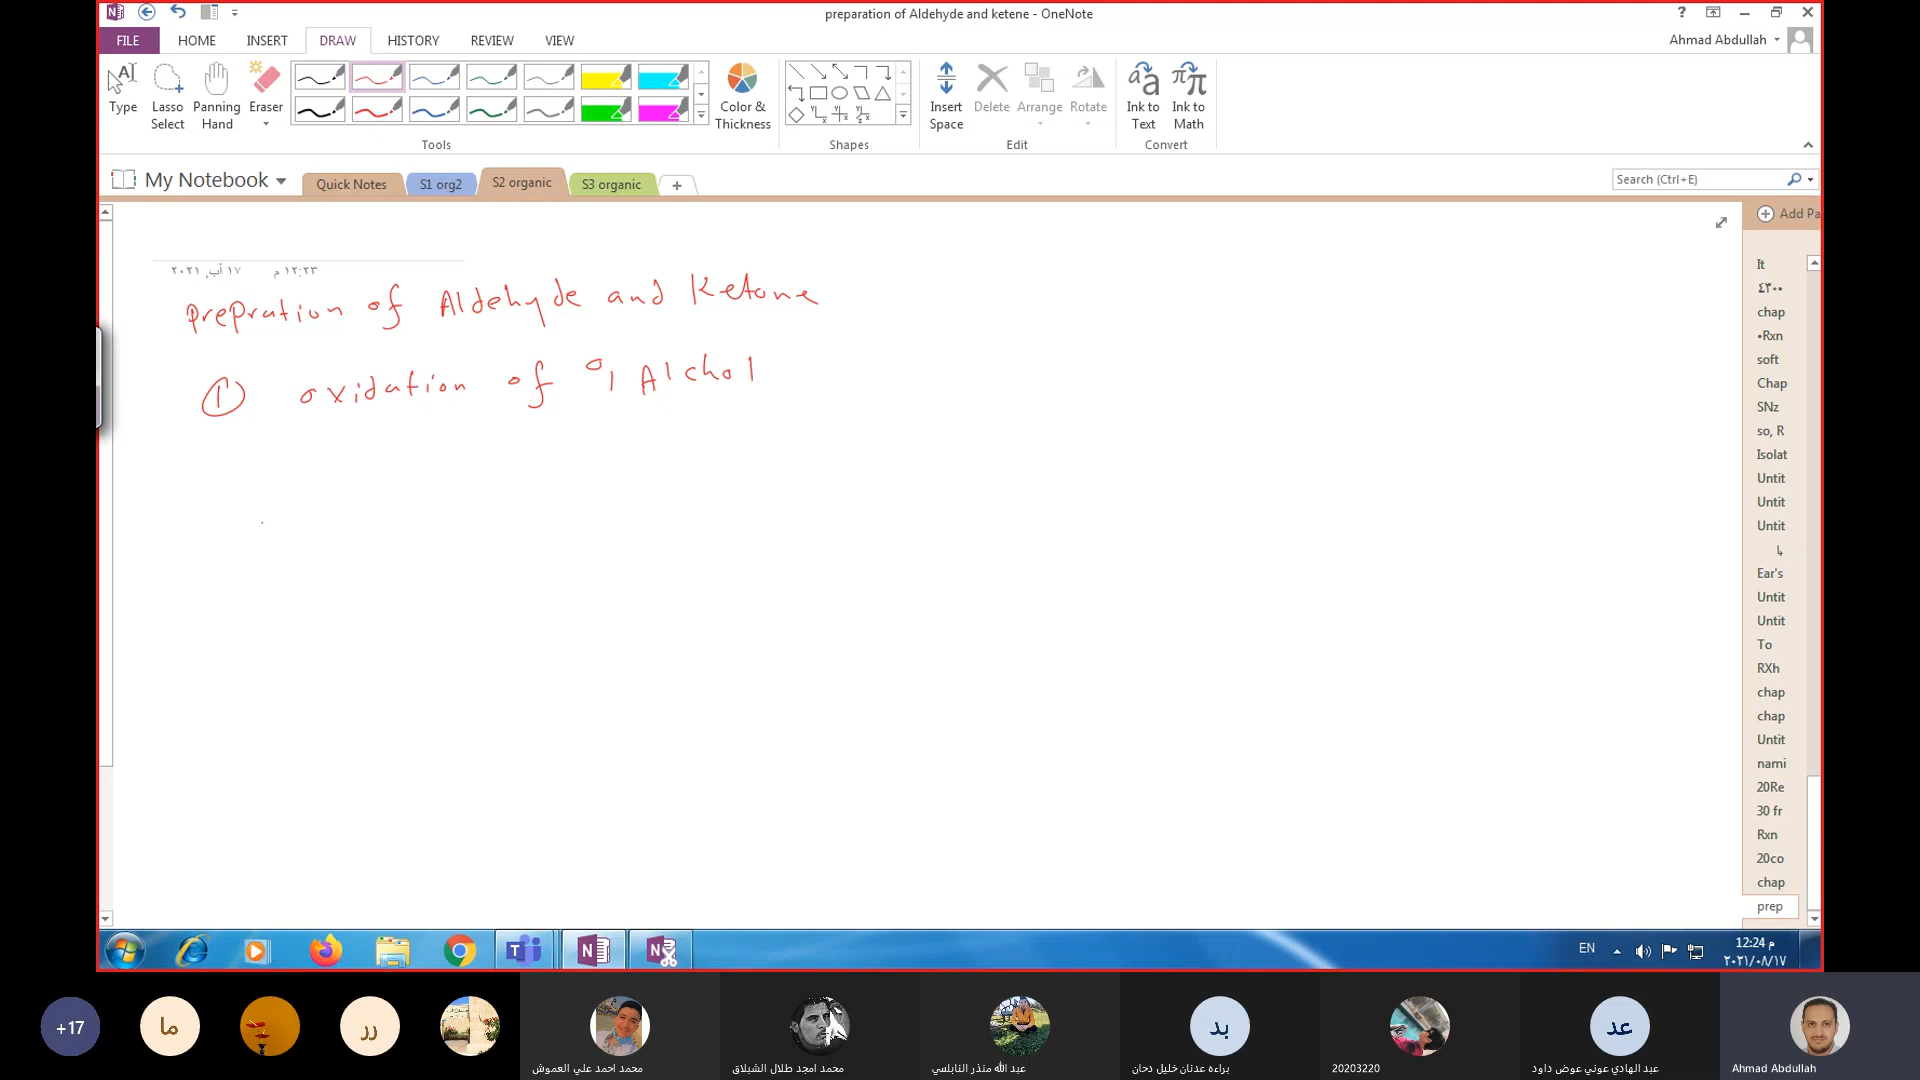 preparation of Aldehyde and ketene - OneNote
FILE HOME INSERT DRAW HISTORY REVIEW VIEW
Ahmad Abdullah
Type
Lasso Select
Panning Hand
Eraser
Color & Thickness
Insert Space
Delete
Arrange
Rotate
Ink to Text
Ink to Math
Tools
Shapes
Edit
Convert
My Notebook
Quick Notes
S1 org2
S2 organic
S3 organic
Search (Ctrl+E)
Add Pa
١٧ آب, ٢٠٢١ ١٢:٢٣ م
prepration of Aldehyde and Ketone
① oxidation of °1 Alchol
It
٤٣٠٠
chap
•Rxn
soft
Chap
SNz
so, R
Isolat
Untit
Untit
Untit
Ear's
Untit
Untit
To
RXh
chap
chap
Untit
nami
20Re
30 fr
Rxn
20co
chap
prep
EN
12:24 م
٢٠٢١/٠٨/١٧
+17
ما
رر
محمد احمد علي العموش
محمد امجد طلال الشبلاق
عبد الله منذر النابلسي
بد
براءه عدنان خليل دحان
20203220
عد
عبد الهادي عوني عوض داود
Ahmad Abdullah